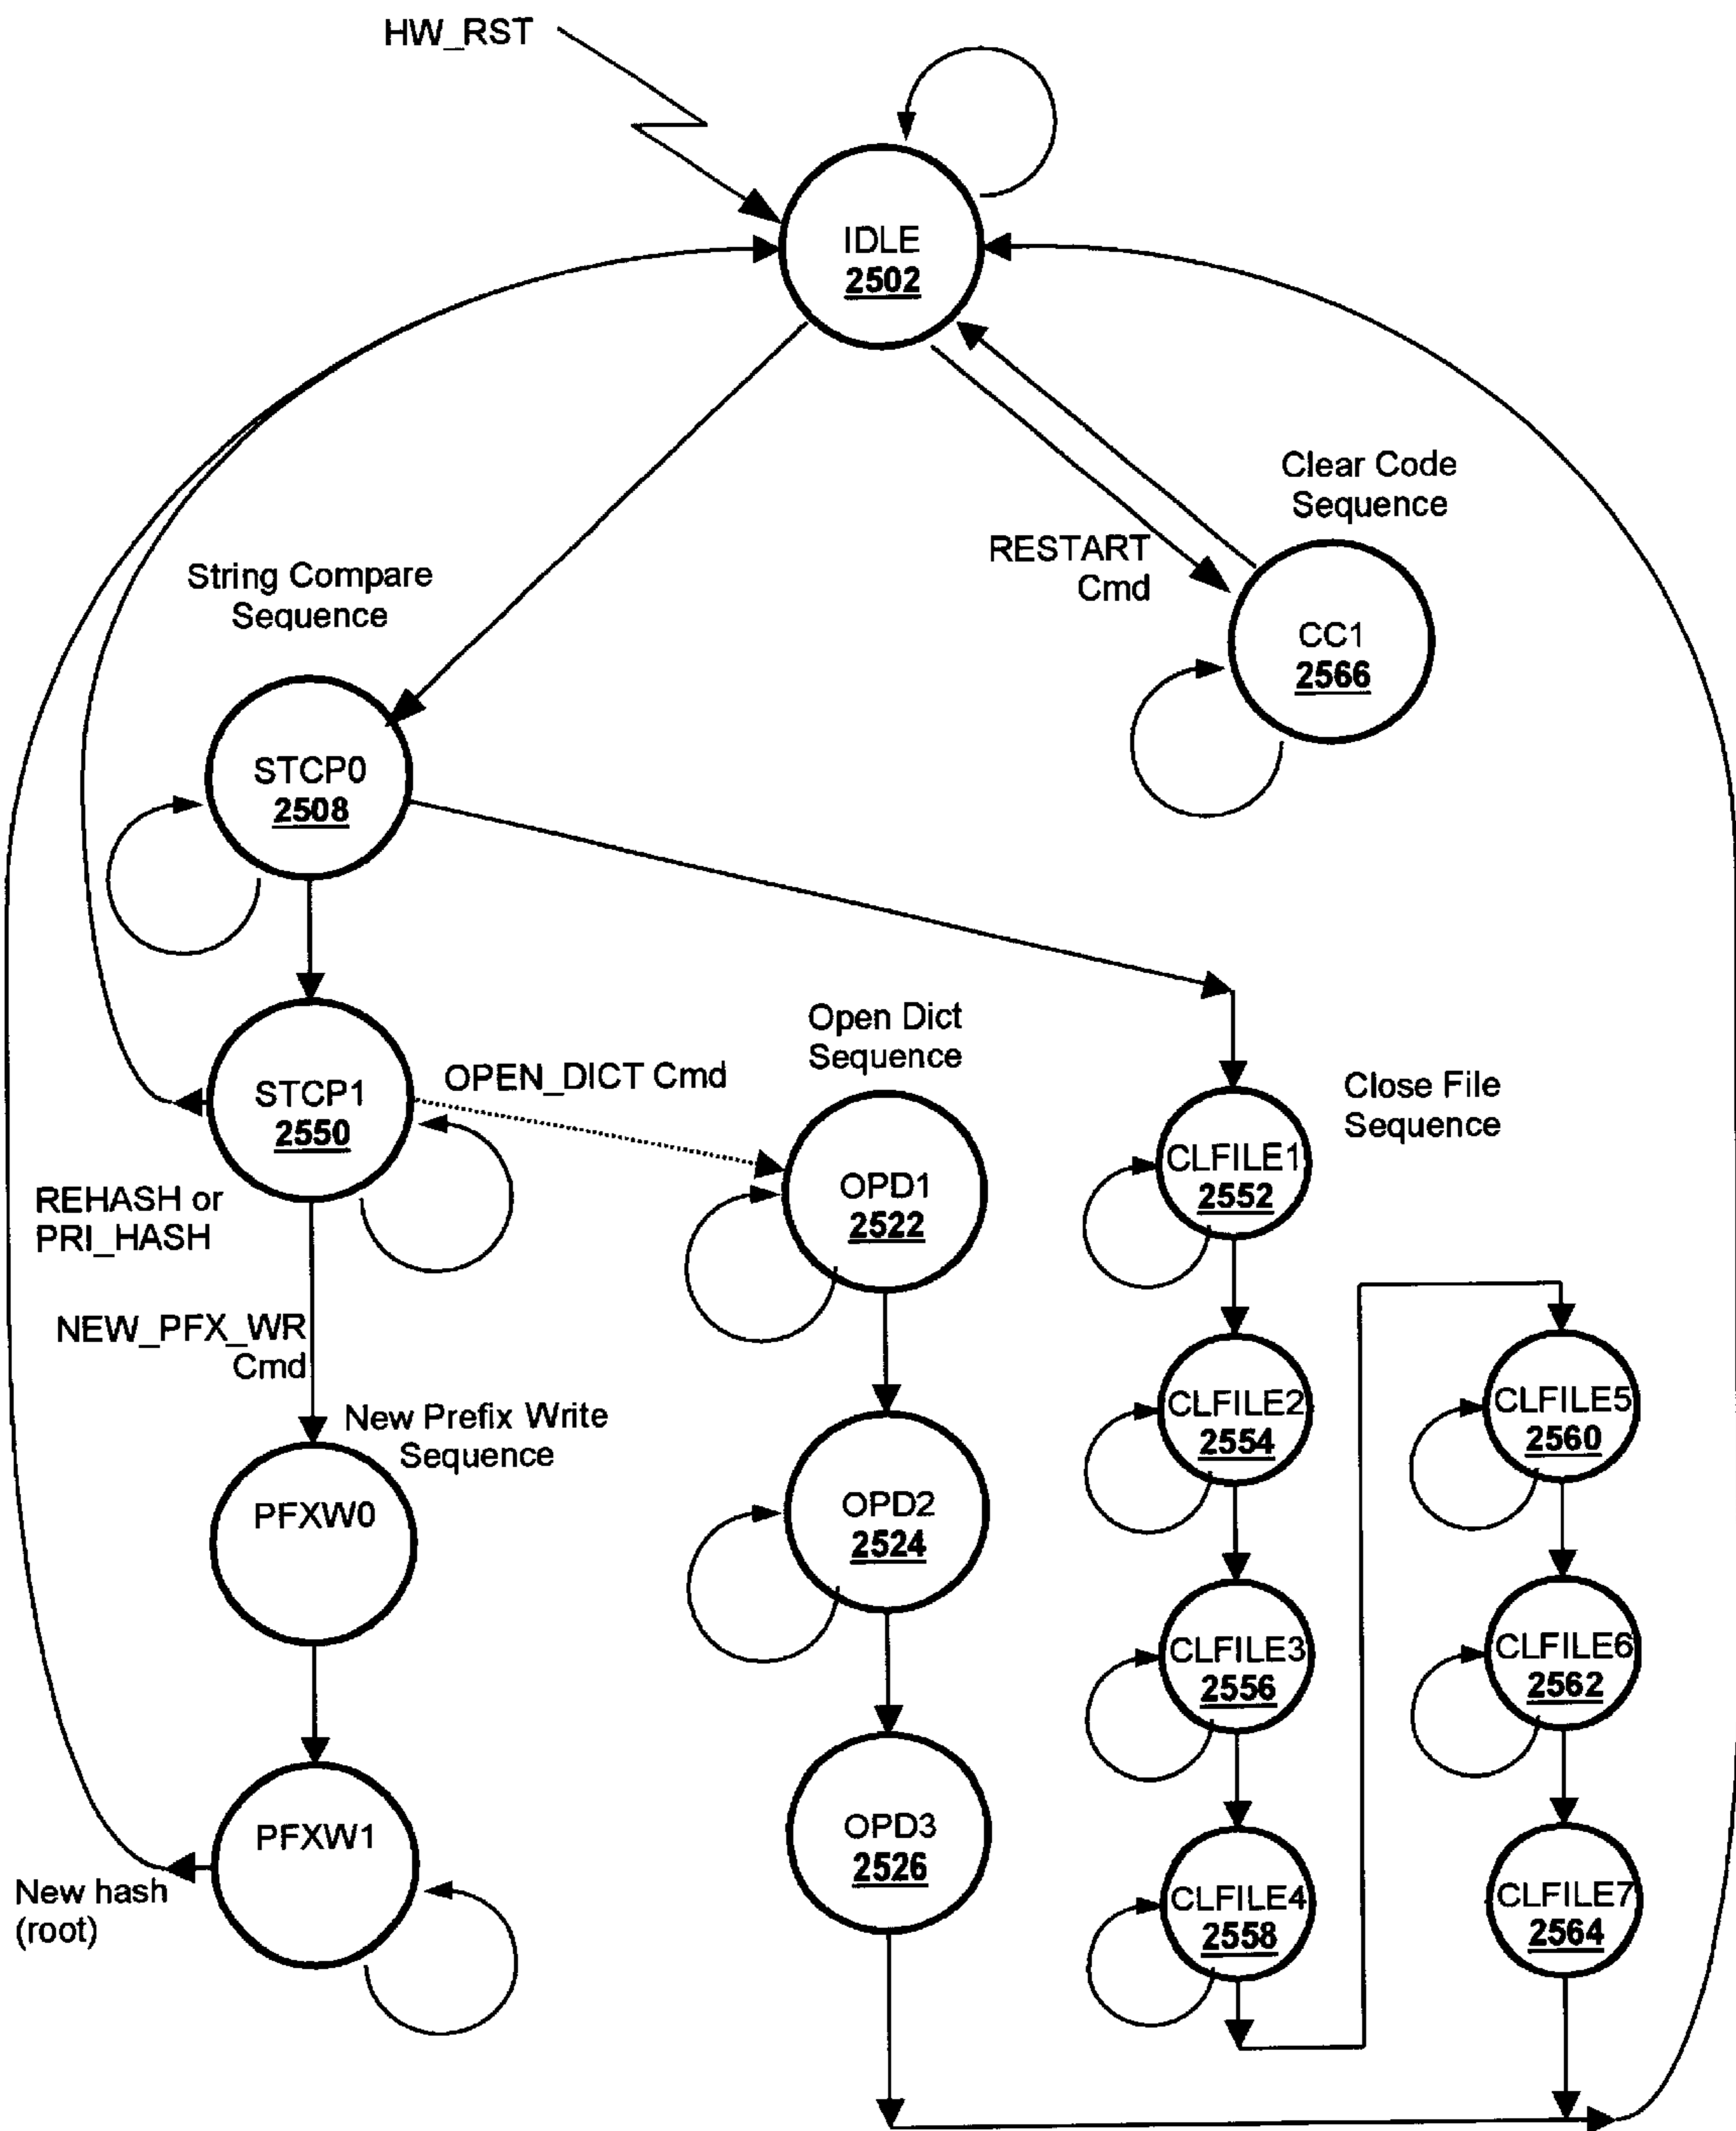 HW_RST
IDLE
2502
Clear Code
Sequence
RESTART
Cmd
CC1
2566
String Compare
Sequence
STCP0
2508
Open Dict
Sequence
OPEN_DICT Cmd
STCP1
2550
Close File
Sequence
CLFILE1
2552
OPD1
2522
REHASH or
PRI_HASH
NEW_PFX_WR
Cmd
New Prefix Write
Sequence
CLFILE2
2554
CLFILE5
2560
PFXW0
OPD2
2524
CLFILE3
2556
CLFILE6
2562
PFXW1
OPD3
2526
New hash
(root)
CLFILE4
2558
CLFILE7
2564